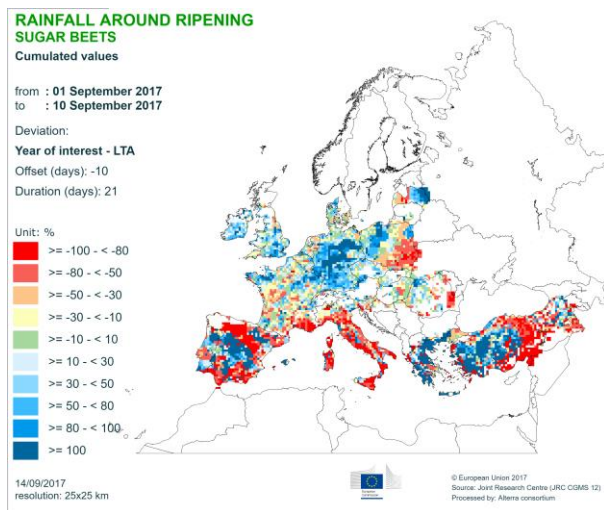 RAINFALL AROUND RIPENING
SUGAR BEETS
Cumulated values
from : 01 September 2017
to : 10 September 2017
Deviation:
Year of interest - LTA
Offset (days): -10
Duration (days): 21
Unit: %
>= -100 - < -80
>= -80 - < -50
>= -50 - < -30
>= -30 - < -10
>= -10 - < 10
>= 10 - < 30
>= 30 - < 50
>= 50 - < 80
>= 80 - < 100
>= 100
14/09/2017
resolution: 25x25 km
© European Union 2017
Source: Joint Research Centre (JRC CGMS 12)
Processed by: Alterra consortium